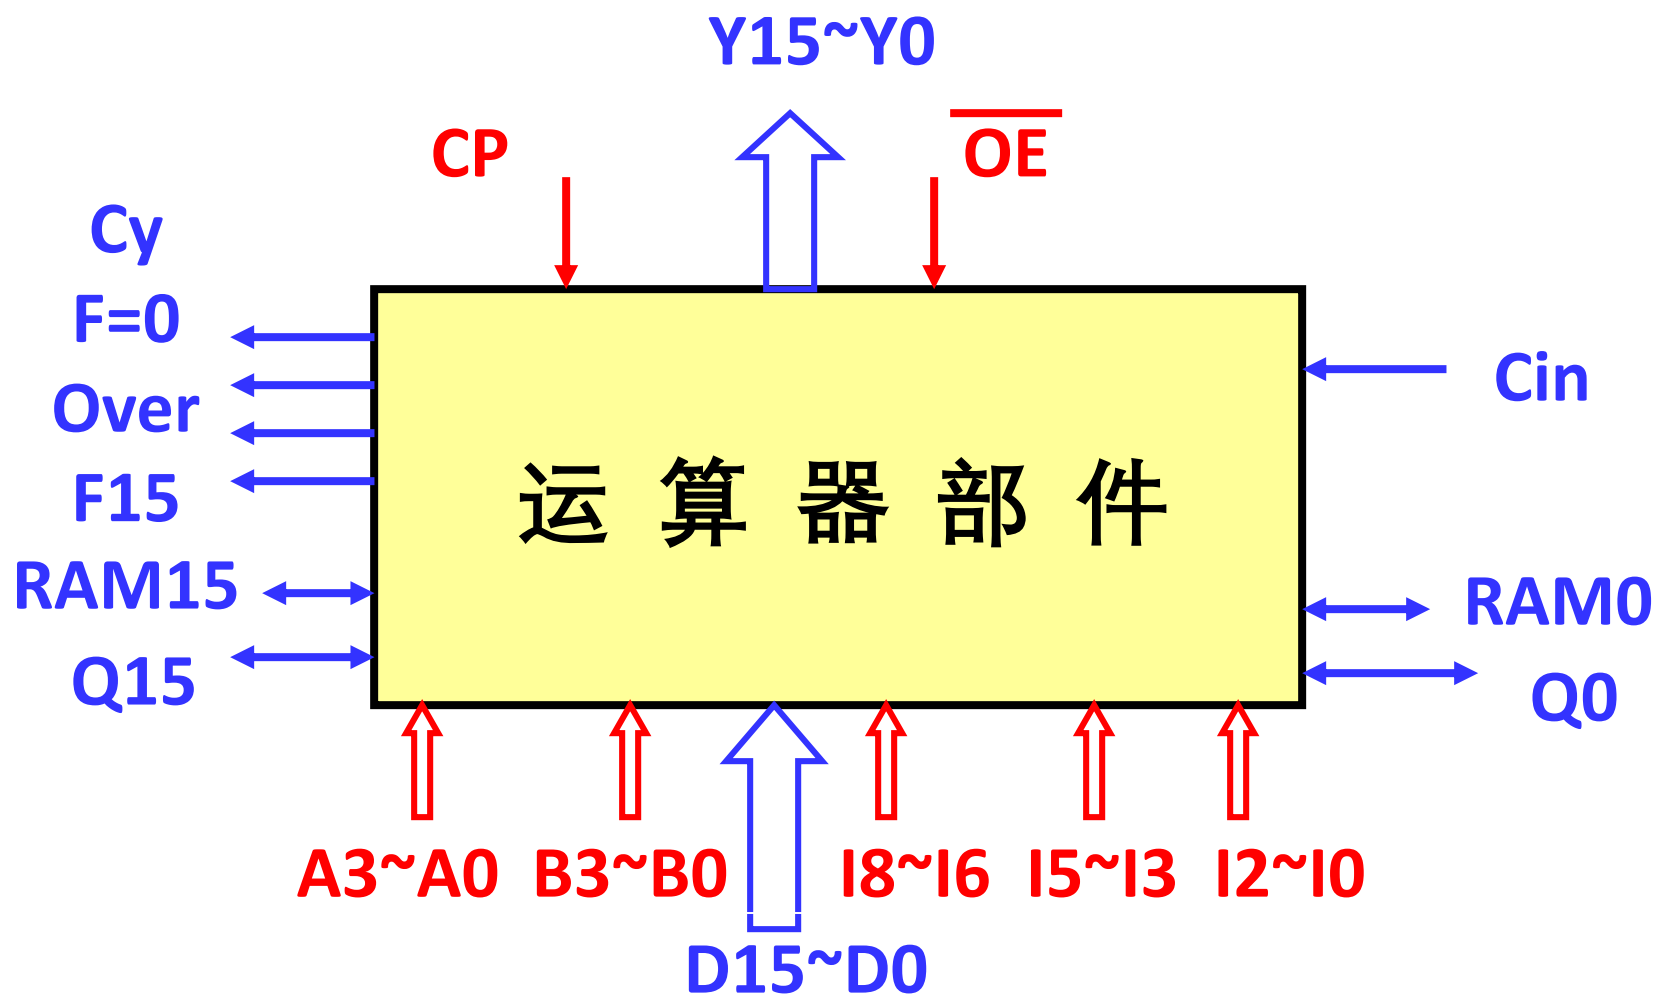 Y15~Y0
CP
OE
Cy
F=0
Over
F15
RAM15
Q15
运算器部件
Cin
RAM0
Q0
A3~A0 B3~B0 I8~I6 I5~I3 I2~I0
D15~D0